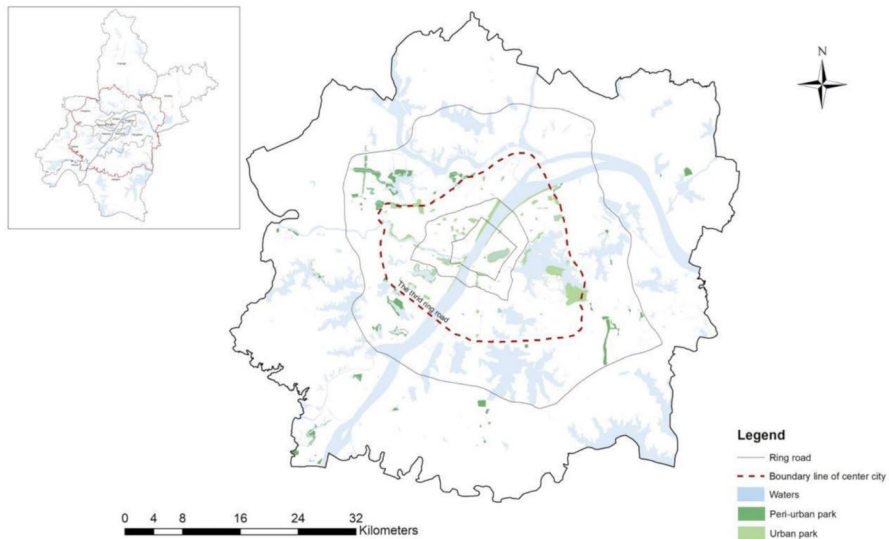 N
The thrid ring road
Legend
Ring road
Boundary line of center city
Waters
Peri-urban park
Urban park
0 4 8 16 24 32
Kilometers